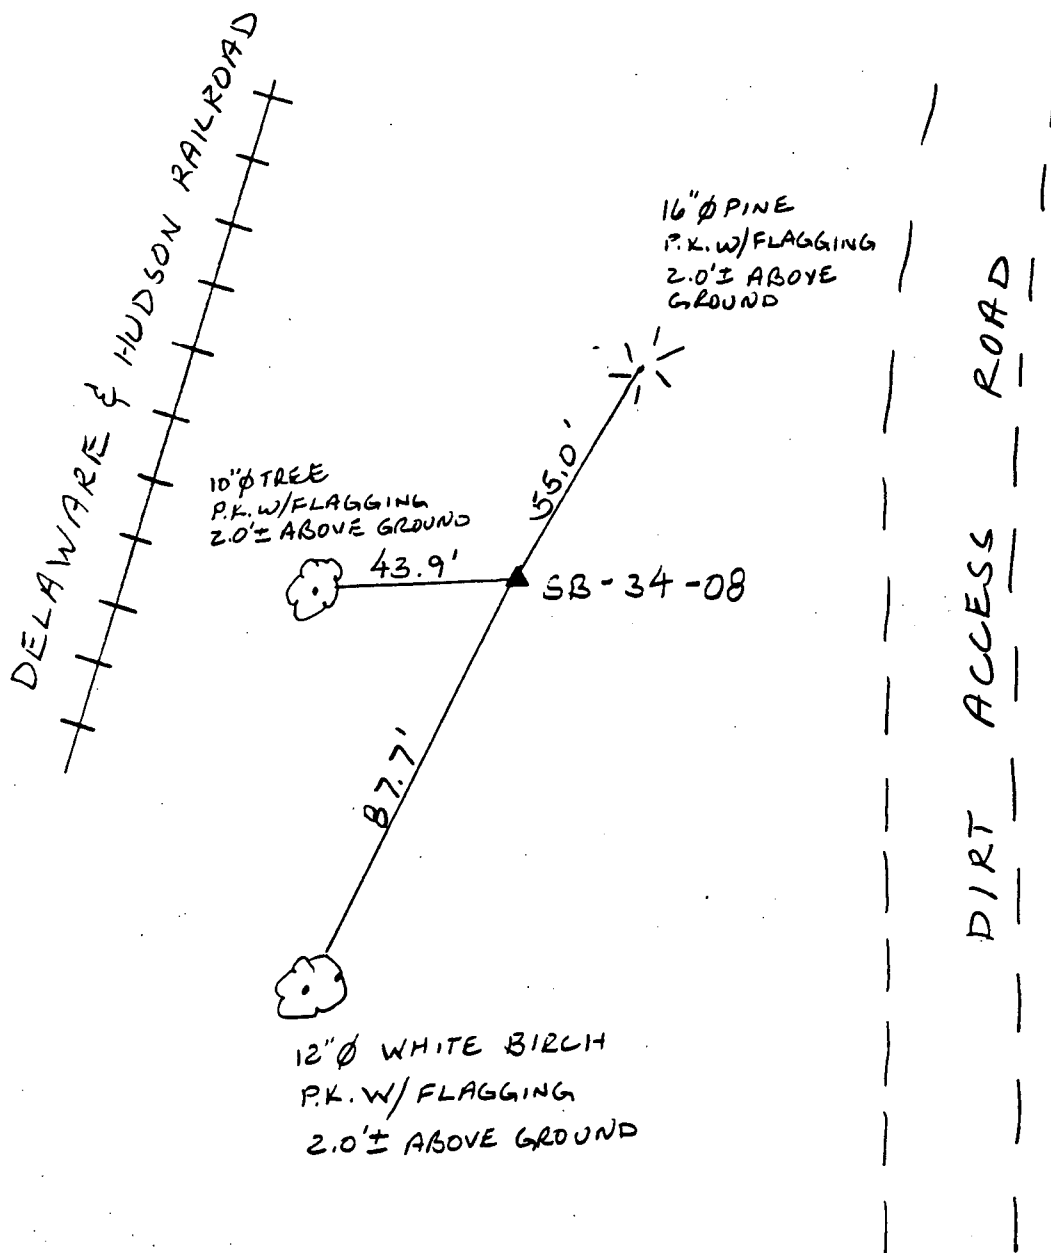 DELAWARE & HUDSON RAILROAD
16"ø PINE
P.K. W/FLAGGING
2.0'± ABOVE
GROUND
10"ø TREE
P.K. W/FLAGGING
2.0'± ABOVE GROUND
55.0'
43.9'
SB-34-08
87.7'
12"ø WHITE BIRCH
P.K. W/ FLAGGING
2.0'± ABOVE GROUND
DIRT ACCESS ROAD